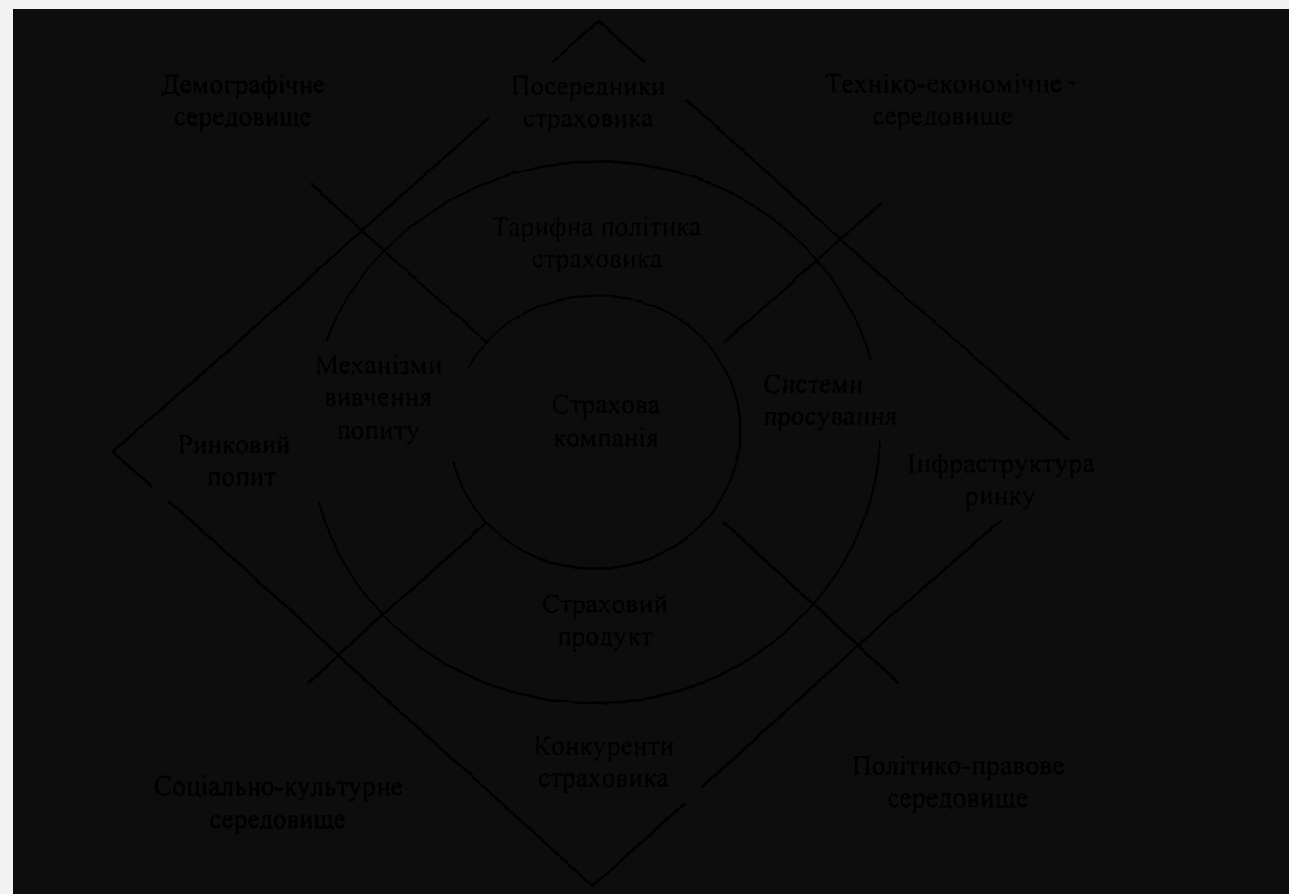 Демографічне
середовище
Посередники
страховика
Техніко-економічне -
середовище
Тарифна політика
страховика
Механізми
вивчення
попиту
Страхова
компанія
Системи
просування
Ринковий
попит
Інфраструктура
ринку
Страховий
продукт
Конкуренти
страховика
Соціально-культурне
середовище
Політико-правове
середовище